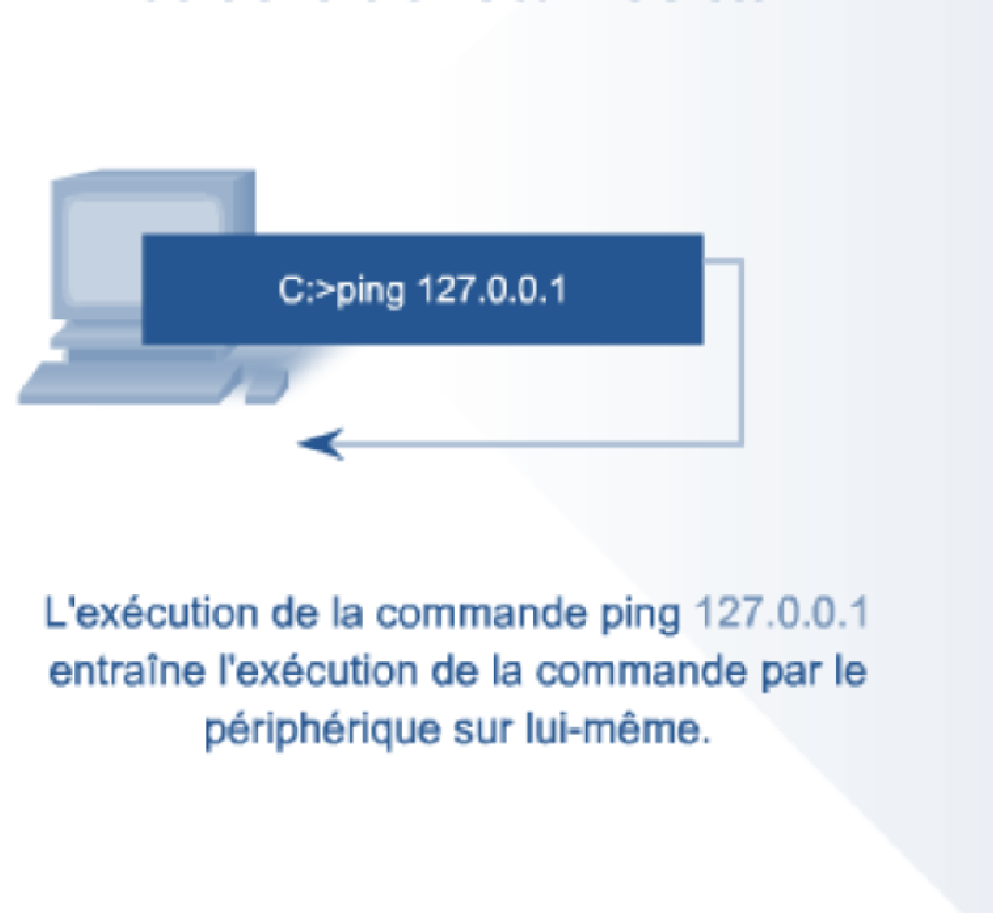 C:>ping 127.0.0.1
L'exécution de la commande ping 127.0.0.1
entraîne l'exécution de la commande par le
périphérique sur lui-même.